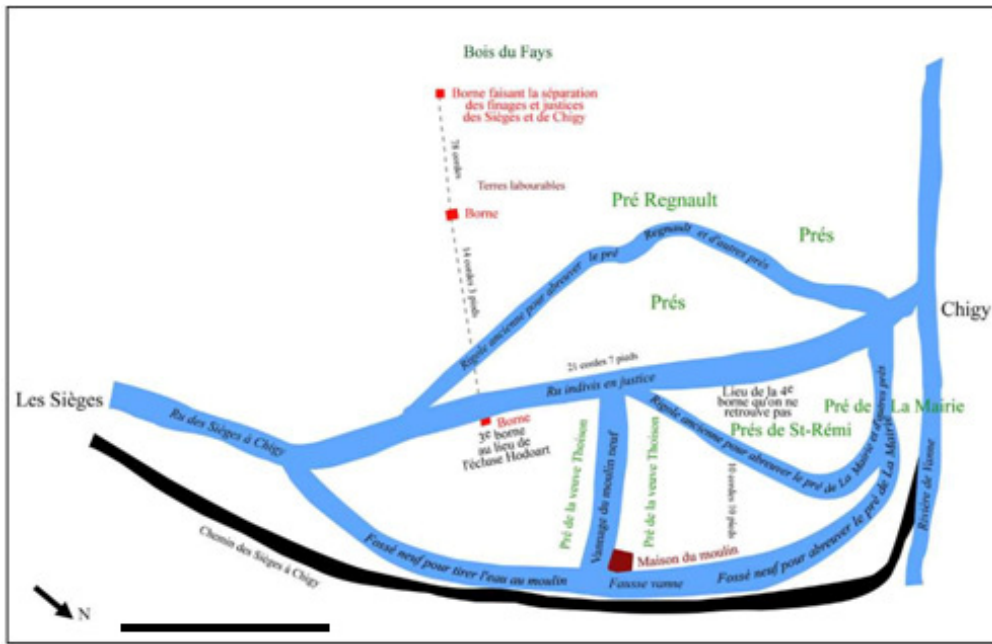 Bois du Fays
Borne faisant la séparation
des finages et justices
des Sièges et de Chigy
78 cordes
Terres labourables
Borne
Pré Regnault
Prés
14 cordes 3 pieds
Rigole ancienne pour abreuver le pré
Regnault et d'autres prés
Prés
Chigy
21 cordes 7 pieds
Ru indivis en justice
Les Sièges
Ru des Sièges à Chigy
Borne
3e borne
au lieu de
l'écluse Hodoart
Lieu de la 4e
borne qu'on ne
retrouve pas
Pré de La Mairie
Prés de St-Rémi
Rigole ancienne pour abreuver le pré de La Mairie et d'autres prés
Pré de la veuve Thoison
Vannage du moulin neuf
Pré de la veuve Thoison
10 cordes 10 pieds
Rivière de Vanne
Chemin des Sièges à Chigy
Fossé neuf pour tirer l'eau au moulin
Maison du moulin
Fausse vanne
Fossé neuf pour abreuver le pré de La Mairie
N